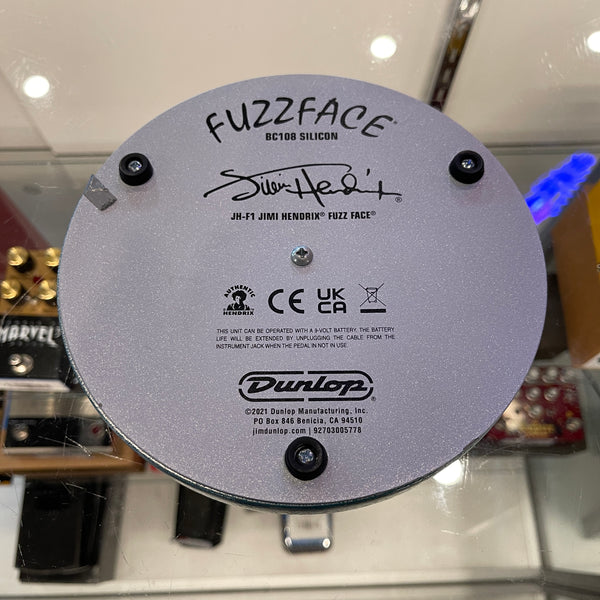 FUZZFACE®
BC108 SILICON
Jimi Hendrix®
JH-F1 JIMI HENDRIX® FUZZ FACE®
AUTHENTIC
HENDRIX
CE UK
CA
THIS UNIT CAN BE OPERATED WITH A 9-VOLT BATTERY. THE BATTERY
LIFE WILL BE EXTENDED BY UNPLUGGING THE CABLE FROM THE
INSTRUMENT JACK WHEN THE PEDAL IN NOT IN USE.
DUNLOP®
©2021 Dunlop Manufacturing, Inc.
PO Box 846 Benicia, CA 94510
jimdunlop.com | 92703005778
MARVEL